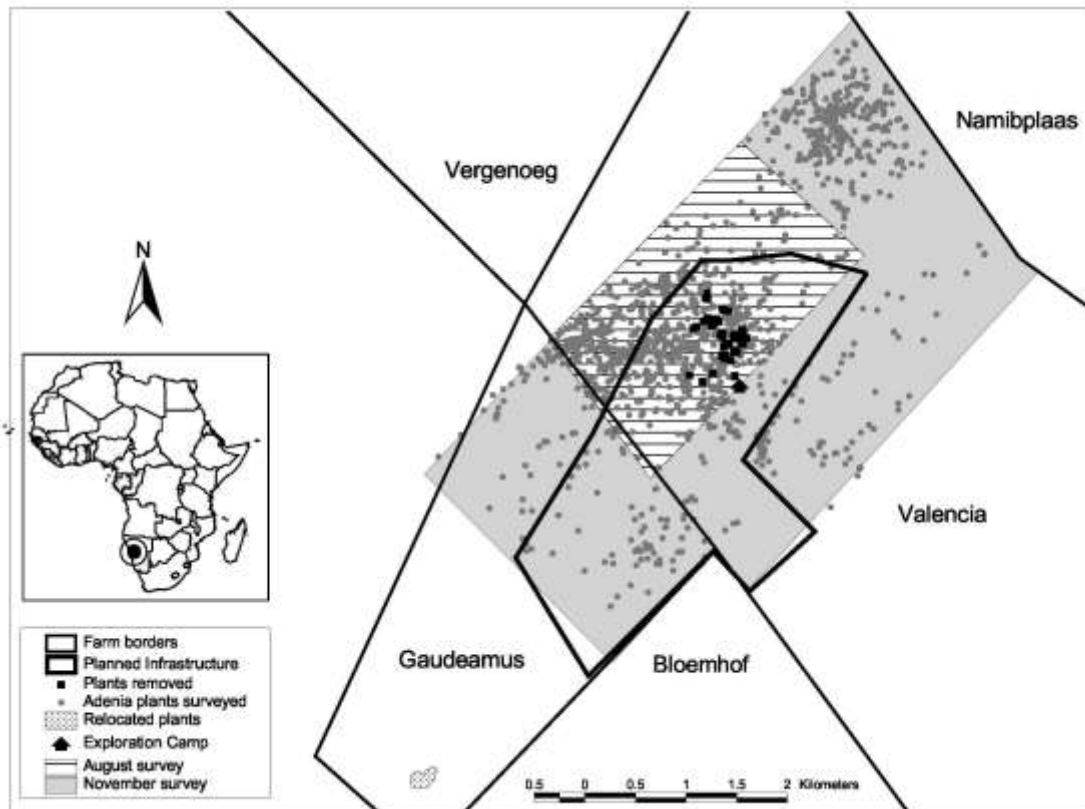 Namibplaas
Vergenoeg
N
Valencia
Gaudeamus
Bloemhof
Farm borders
Planned Infrastructure
Plants removed
Adenia plants surveyed
Relocated plants
Exploration Camp
August survey
November survey
0.5 0 0.5 1 1.5 2 Kilometers